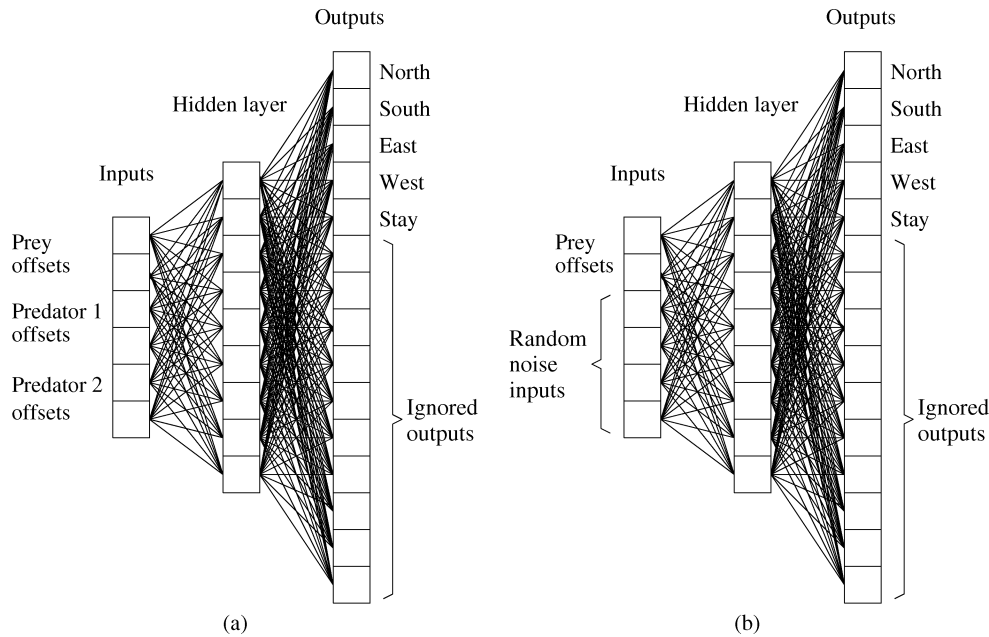 Outputs
North
South
East
West
Stay
Hidden layer
Inputs
Prey
offsets
Predator 1
offsets
Predator 2
offsets
Ignored
outputs
(a)
Outputs
North
South
East
West
Stay
Hidden layer
Inputs
Prey
offsets
Random
noise
inputs
Ignored
outputs
(b)